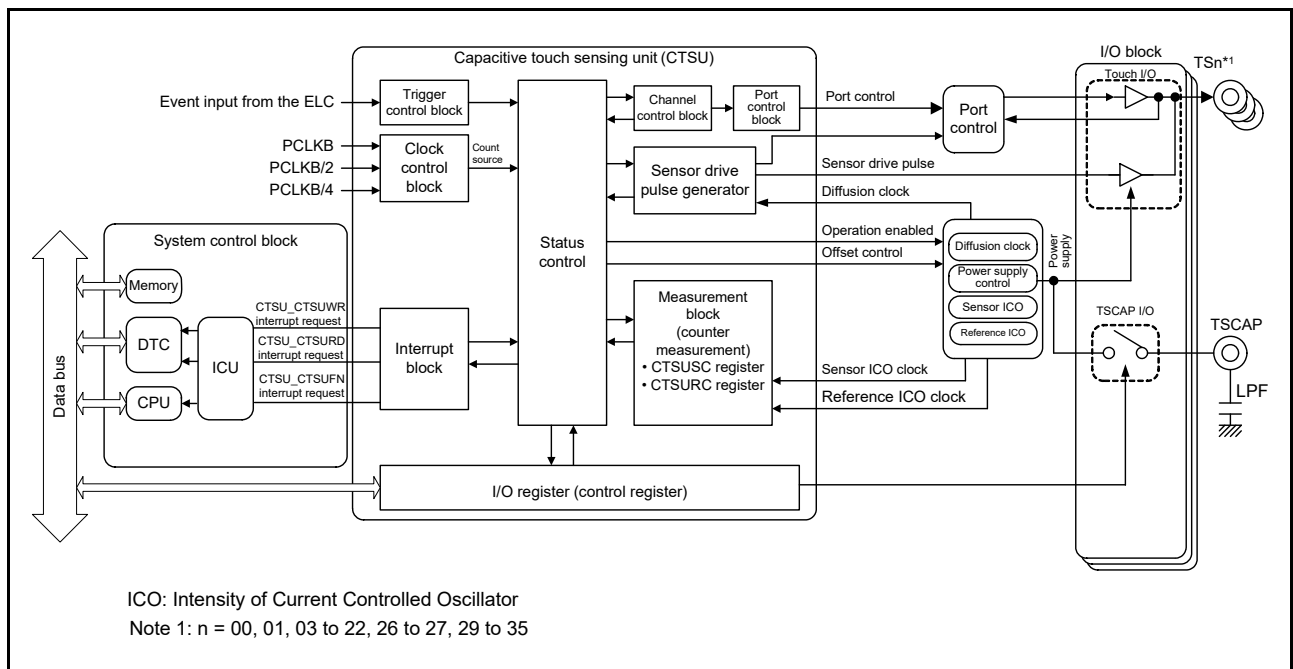 Capacitive touch sensing unit (CTSU)
I/O block
TSn*1
Touch I/O
Event input from the ELC
Trigger
control block
Channel
control block
Port
control
block
Port control
Port
control
PCLKB
PCLKB/2
PCLKB/4
Clock
control
block
Count
source
Sensor drive
pulse generator
Sensor drive pulse
Diffusion clock
System control block
Status
control
Operation enabled
Offset control
Diffusion clock
Power supply
control
Sensor ICO
Reference ICO
Power
supply
Memory
DTC
CPU
ICU
Data bus
CTSU_CTSUWR
interrupt request
CTSU_CTSURD
interrupt request
CTSU_CTSUFN
interrupt request
Interrupt
block
Measurement
block
(counter
measurement)
• CTSUSC register
• CTSURC register
Sensor ICO clock
Reference ICO clock
TSCAP I/O
TSCAP
LPF
I/O register (control register)
ICO: Intensity of Current Controlled Oscillator
Note 1: n = 00, 01, 03 to 22, 26 to 27, 29 to 35